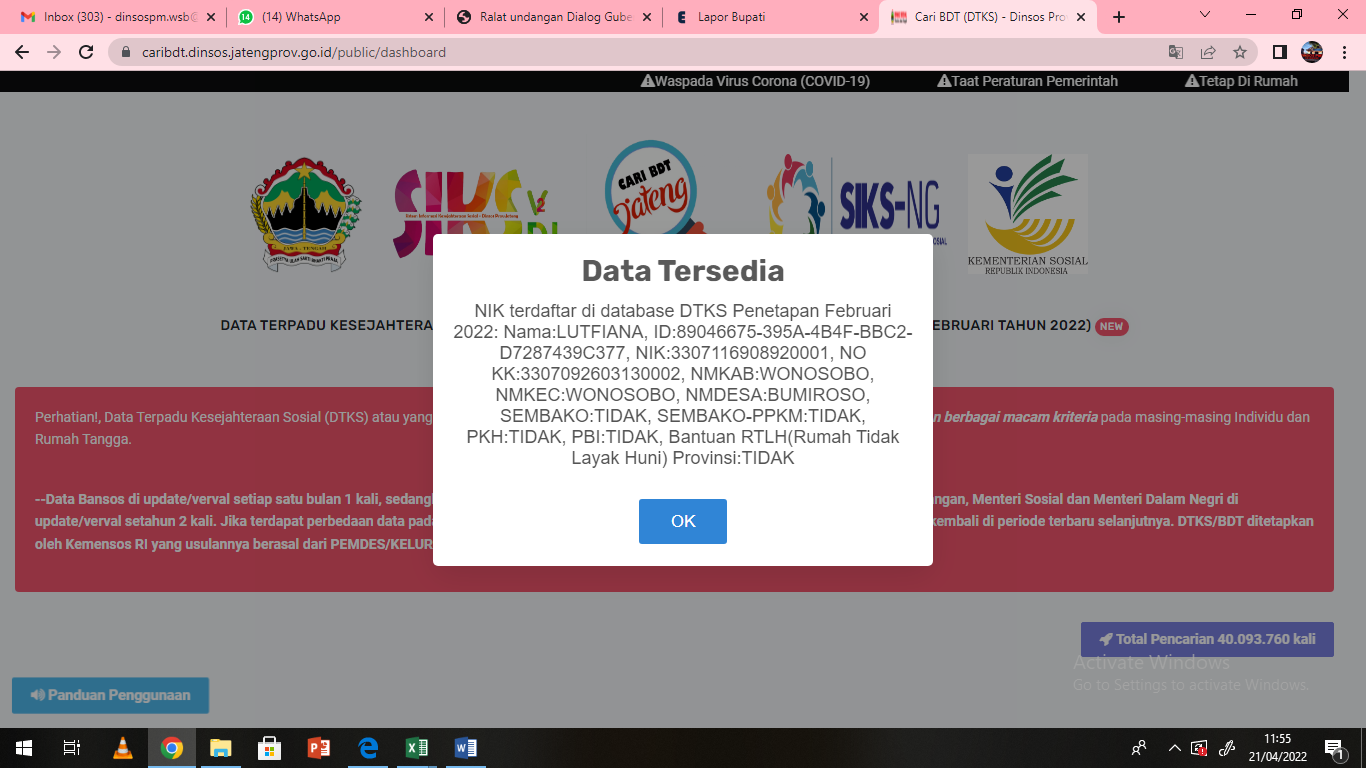 Inbox (303) - dinsospm.wsb@
(14) WhatsApp
Ralat undangan Dialog Gube
Lapor Bupati
Cari BDT (DTKS) - Dinsos Pro
caribdt.dinsos.jatengprov.go.id/public/dashboard
Waspada Virus Corona (COVID-19)
Taat Peraturan Pemerintah
Tetap Di Rumah
JAWA - TENGAH
SIKS
V2
CARI BDT
Jateng
SIKS-NG
KEMENTERIAN SOSIAL
REPUBLIK INDONESIA
Data Tersedia
NIK terdaftar di database DTKS Penetapan Februari
2022: Nama:LUTFIANA, ID:89046675-395A-4B4F-BBC2-
D7287439C377, NIK:3307116908920001, NO
KK:3307092603130002, NMKAB:WONOSOBO,
NMKEC:WONOSOBO, NMDESA:BUMIROSO,
SEMBAKO:TIDAK, SEMBAKO-PPKM:TIDAK,
PKH:TIDAK, PBI:TIDAK, Bantuan RTLH(Rumah Tidak
Layak Huni) Provinsi:TIDAK
OK
DATA TERPADU KESEJAHTERA
EBRUARI TAHUN 2022) NEW
Perhatian!, Data Terpadu Kesejahteraan Sosial (DTKS) atau yang
n berbagai macam kriteria pada masing-masing Individu dan
Rumah Tangga.
--Data Bansos di update/verval setiap satu bulan 1 kali, sedang
angan, Menteri Sosial dan Menteri Dalam Negri di
update/verval setahun 2 kali. Jika terdapat perbedaan data pada
kembali di periode terbaru selanjutnya. DTKS/BDT ditetapkan
oleh Kemensos RI yang usulannya berasal dari PEMDES/KELUR
Total Pencarian 40.093.760 kali
Activate Windows
Go to Settings to activate Windows.
Panduan Penggunaan
11:55
21/04/2022
1